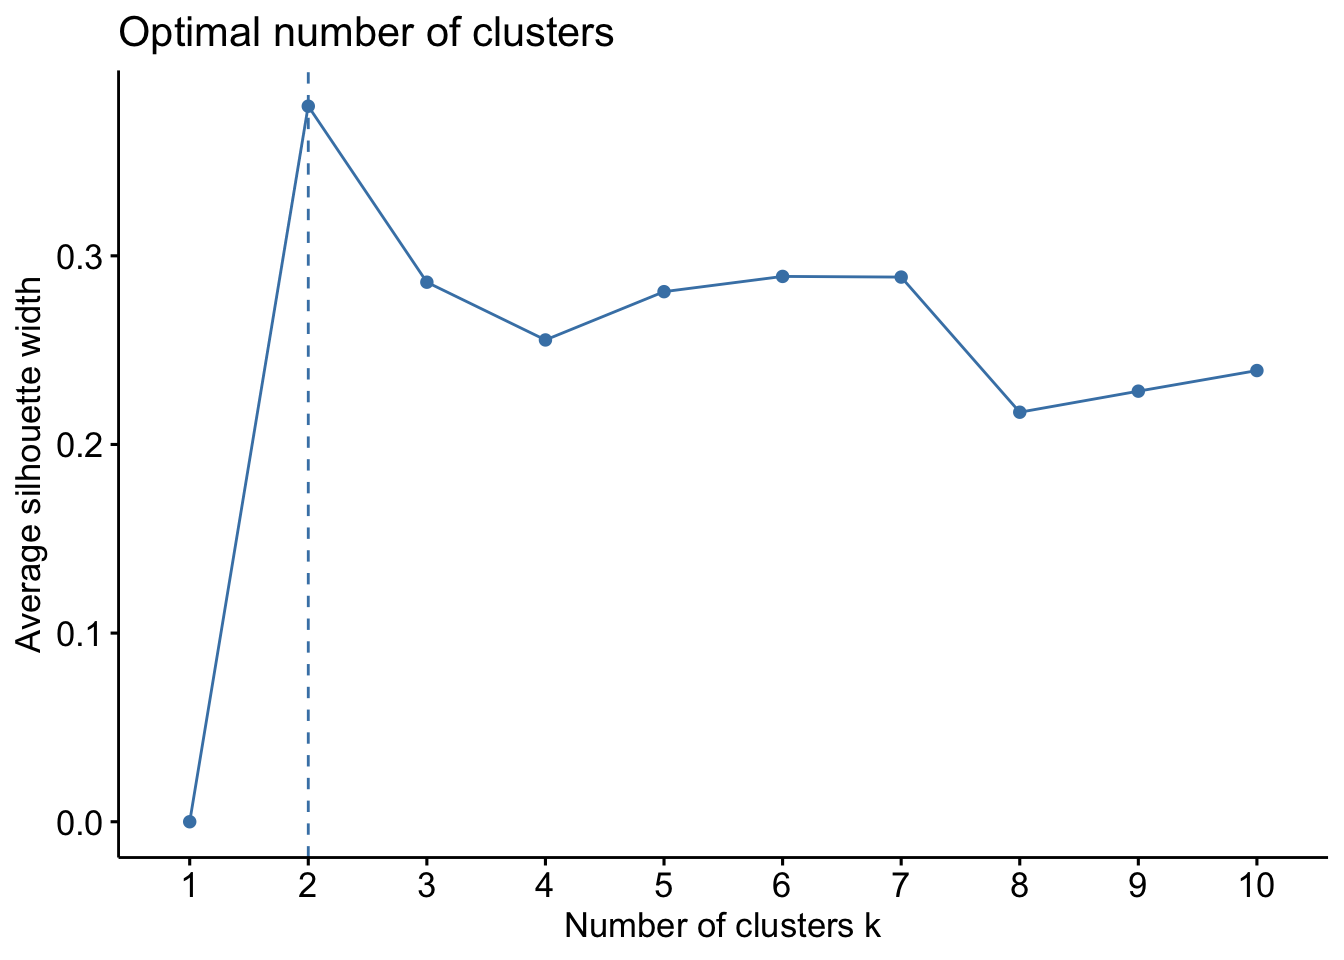 Optimal number of clusters
Average silhouette width
0.3
0.2
0.1
0.0
1 2 3 4 5 6 7 8 9 10
Number of clusters k